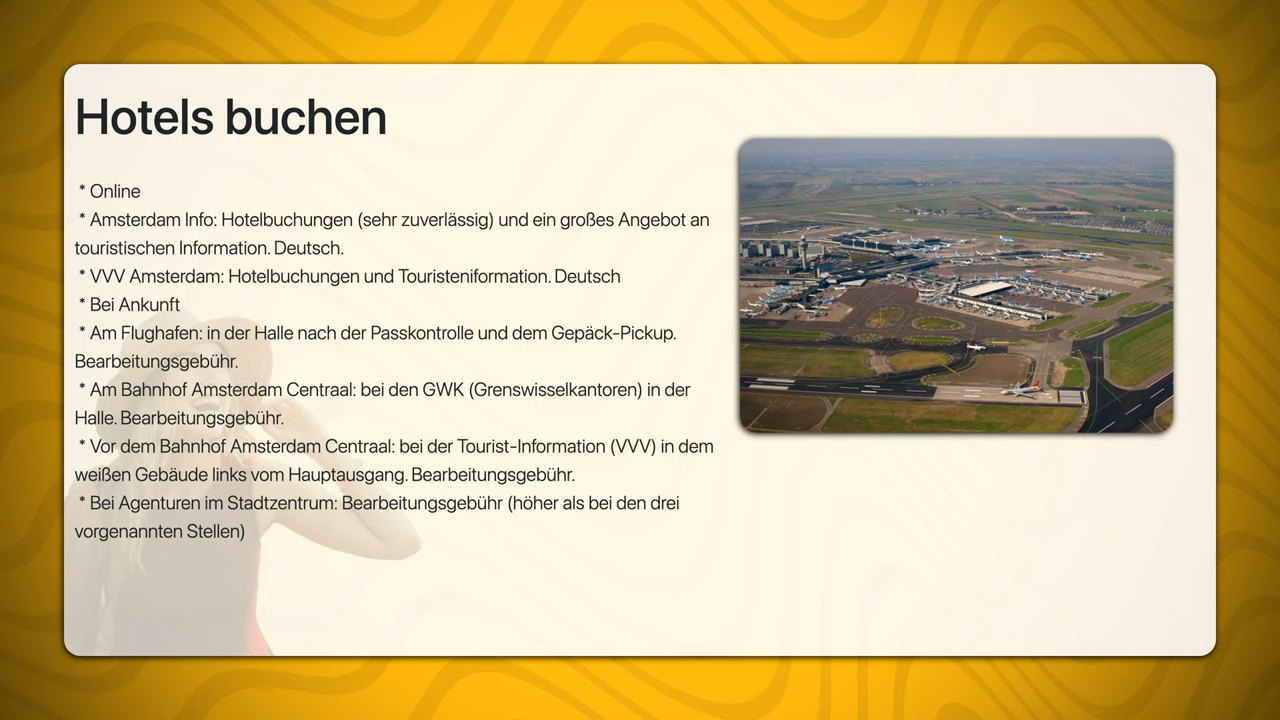 Hotels buchen
* Online
* Amsterdam Info: Hotelbuchungen (sehr zuverlässig) und ein großes Angebot an
touristischen Information. Deutsch.
* VVV Amsterdam: Hotelbuchungen und Touristeniformation. Deutsch
* Bei Ankunft
* Am Flughafen: in der Halle nach der Passkontrolle und dem Gepäck-Pickup.
Bearbeitungsgebühr.
* Am Bahnhof Amsterdam Centraal: bei den GWK (Grenswisselkantoren) in der
Halle. Bearbeitungsgebühr.
* Vor dem Bahnhof Amsterdam Centraal: bei der Tourist-Information (VVV) in dem
weißen Gebäude links vom Hauptausgang. Bearbeitungsgebühr.
* Bei Agenturen im Stadtzentrum: Bearbeitungsgebühr (höher als bei den drei
vorgenannten Stellen)